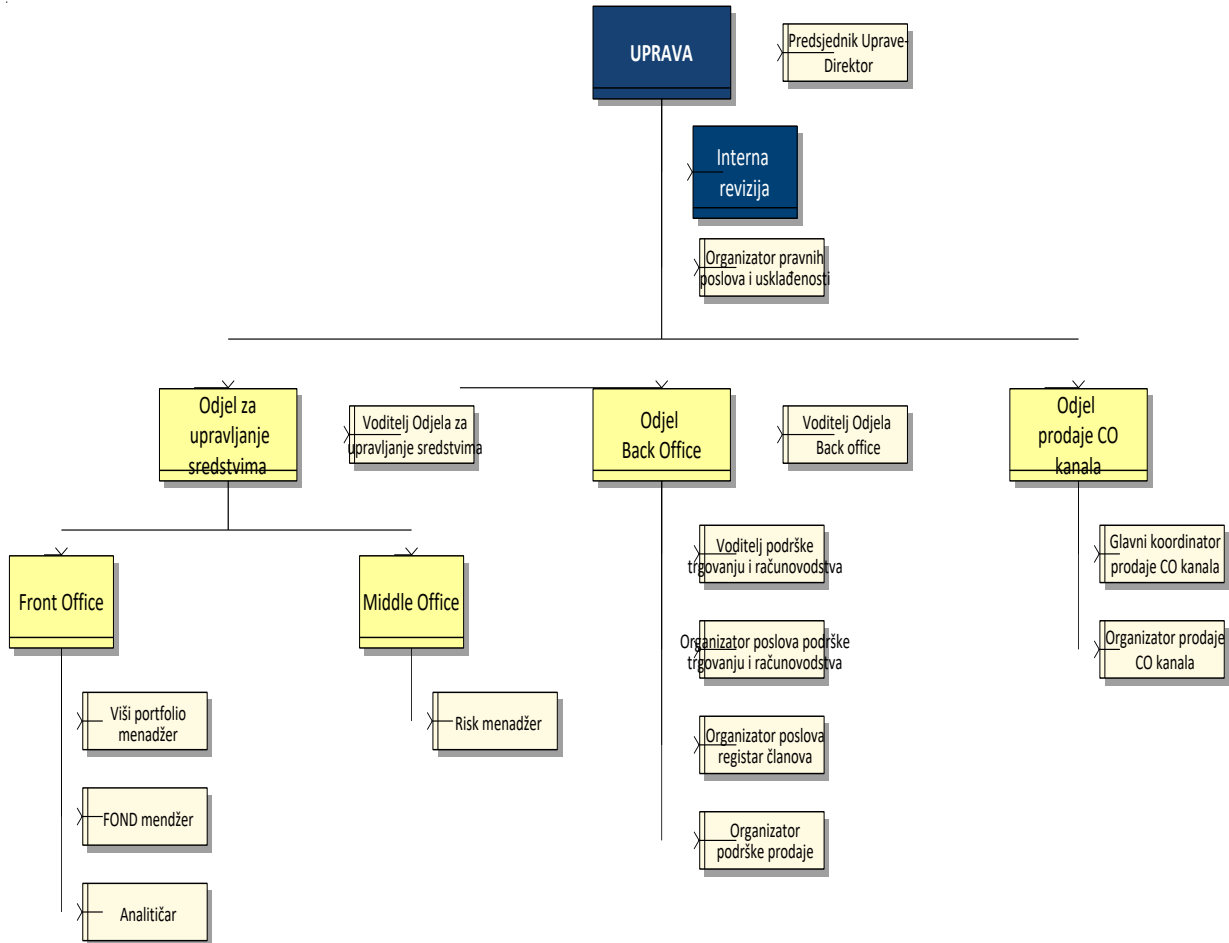 UPRAVA
Predsjednik Uprave-
Direktor
Interna
revizija
Organizator pravnih
poslova i usklađenosti
Odjel za
upravljanje
sredstvima
Voditelj Odjela za
upravljanje sredstvima
Odjel
Back Office
Voditelj Odjela
Back office
Odjel
prodaje CO
kanala
Front Office
Middle Office
Voditelj podrške
trgovanju i računovodstva
Glavni koordinator
prodaje CO kanala
Organizator poslova podrške
trgovanju i računovodstva
Organizator prodaje
CO kanala
Viši portfolio
menadžer
Risk menadžer
Organizator poslova
registar članova
FOND mendžer
Organizator
podrške prodaje
Analitičar